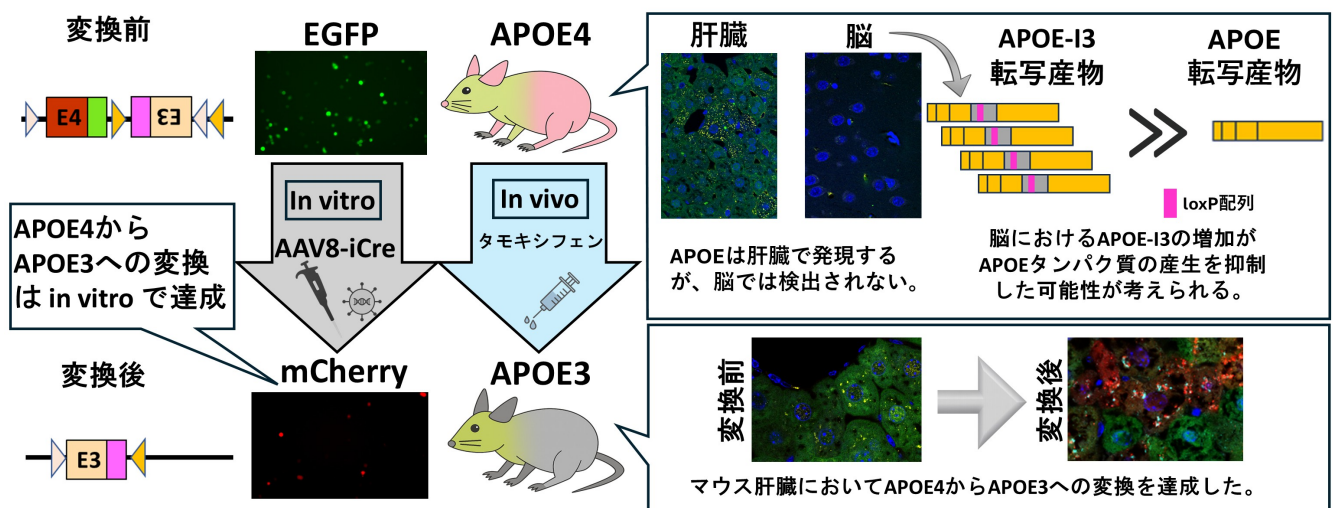 変換前
EGFP
APOE4
E4
E3
In vitro
AAV8-iCre
In vivo
タモキシフェン
APOE4から
APOE3への変換
は in vitro で達成
変換後
mCherry
APOE3
E3
肝臓
脳
APOE-I3
転写産物
APOE
転写産物
loxP配列
APOEは肝臓で発現する
が、脳では検出されない。
脳におけるAPOE-I3の増加が
APOEタンパク質の産生を抑制
した可能性が考えられる。
変換前
変換後
マウス肝臓においてAPOE4からAPOE3への変換を達成した。